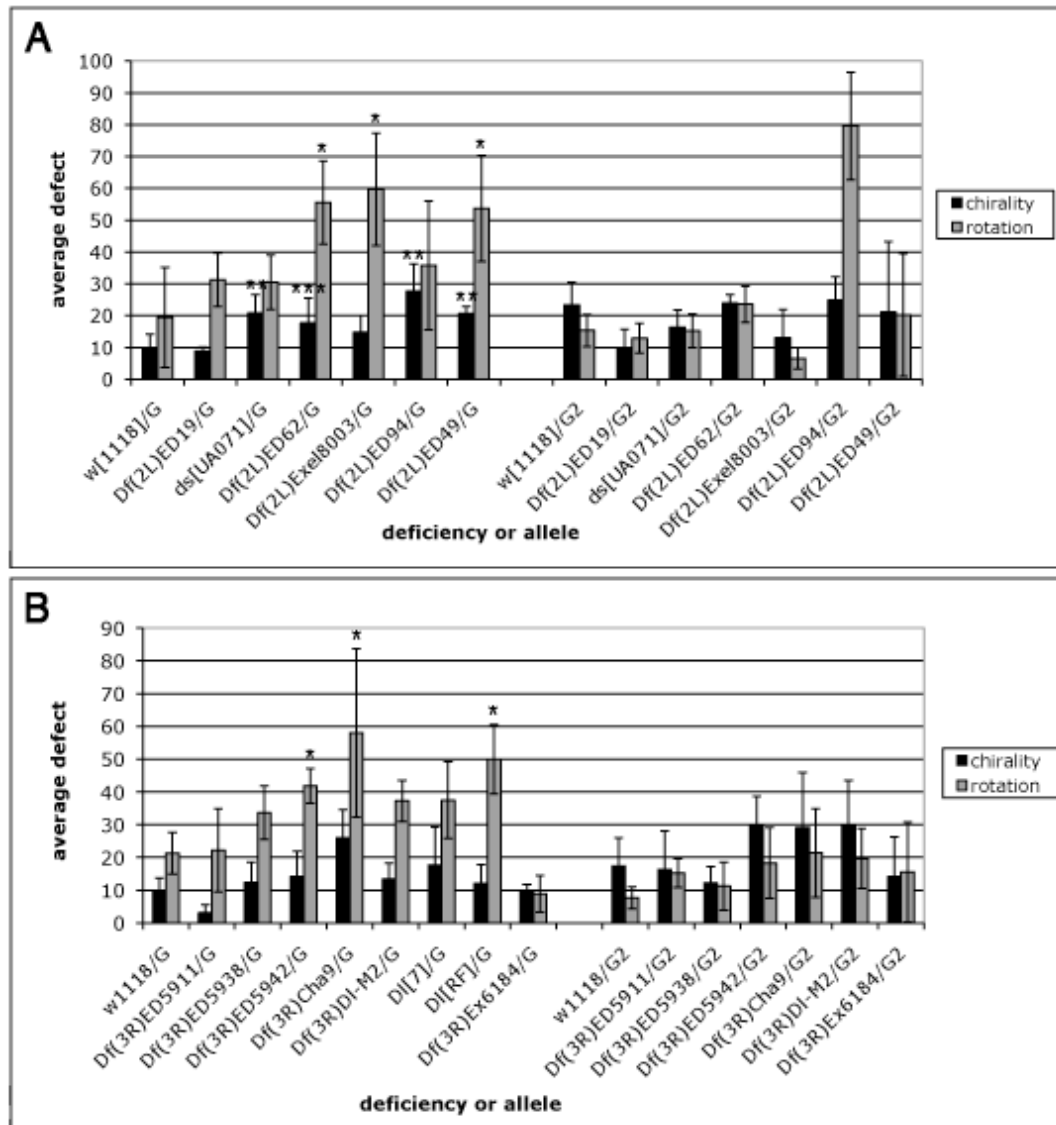 A
100
90
80
70
60
50
40
30
20
10
0
average defect
*
*
*
**
***
**
**
chirality
rotation
w[1118]/G
Df(2L)ED19/G
ds[UA071]/G
Df(2L)ED62/G
Df(2L)Exel8003/G
Df(2L)ED94/G
Df(2L)ED49/G
w[1118]/G2
Df(2L)ED19/G2
ds[UA071]/G2
Df(2L)ED62/G2
Df(2L)Exel8003/G2
Df(2L)ED94/G2
Df(2L)ED49/G2
deficiency or allele
B
90
80
70
60
50
40
30
20
10
0
average defect
*
*
*
chirality
rotation
w1118/G
Df(3R)ED5911/G
Df(3R)ED5938/G
Df(3R)ED5942/G
Df(3R)Cha9/G
Df(3R)Dl-M2/G
Dl[7]/G
Dl[RF]/G
Df(3R)Ex6184/G
w1118/G2
Df(3R)ED5911/G2
Df(3R)ED5938/G2
Df(3R)ED5942/G2
Df(3R)Cha9/G2
Df(3R)Dl-M2/G2
Df(3R)Ex6184/G2
deficiency or allele